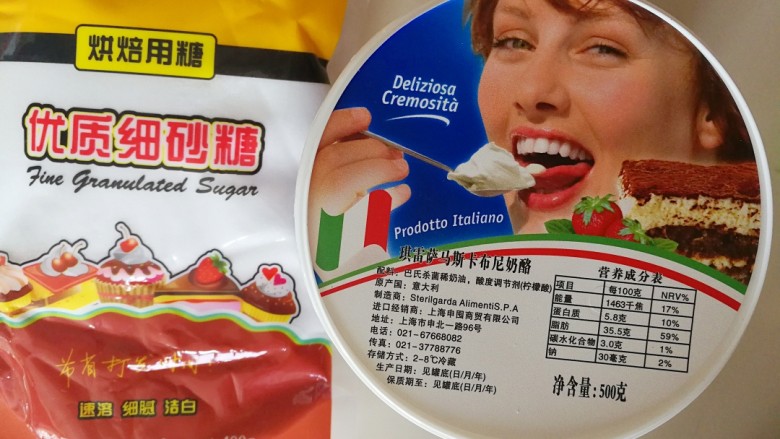 烘焙用糖
优质细砂糖
Fine Granulated Sugar
速溶 细腻 洁白
Deliziosa
Cremosità
Prodotto Italiano
琪雷萨马斯卡布尼奶酪
配料：巴氏杀菌稀奶油，酸度调节剂(柠檬酸)
原产国：意大利
制造商：Sterilgarda AlimentiS.P.A
进口经销商：上海申囤商贸有限公司
地址：上海市申北一路96号
电话：021-67668082
传真：021-37788776
存储方式：2-8℃冷藏
生产日期：见罐底(日/月/年)
保质期至：见罐底(日/月/年)
营养成分表
项目 每100克 NRV%
能量 1463千焦 17%
蛋白质 5.8克 10%
脂肪 35.5克 59%
碳水化合物 3.0克 1%
钠 30毫克 2%
净含量:500克